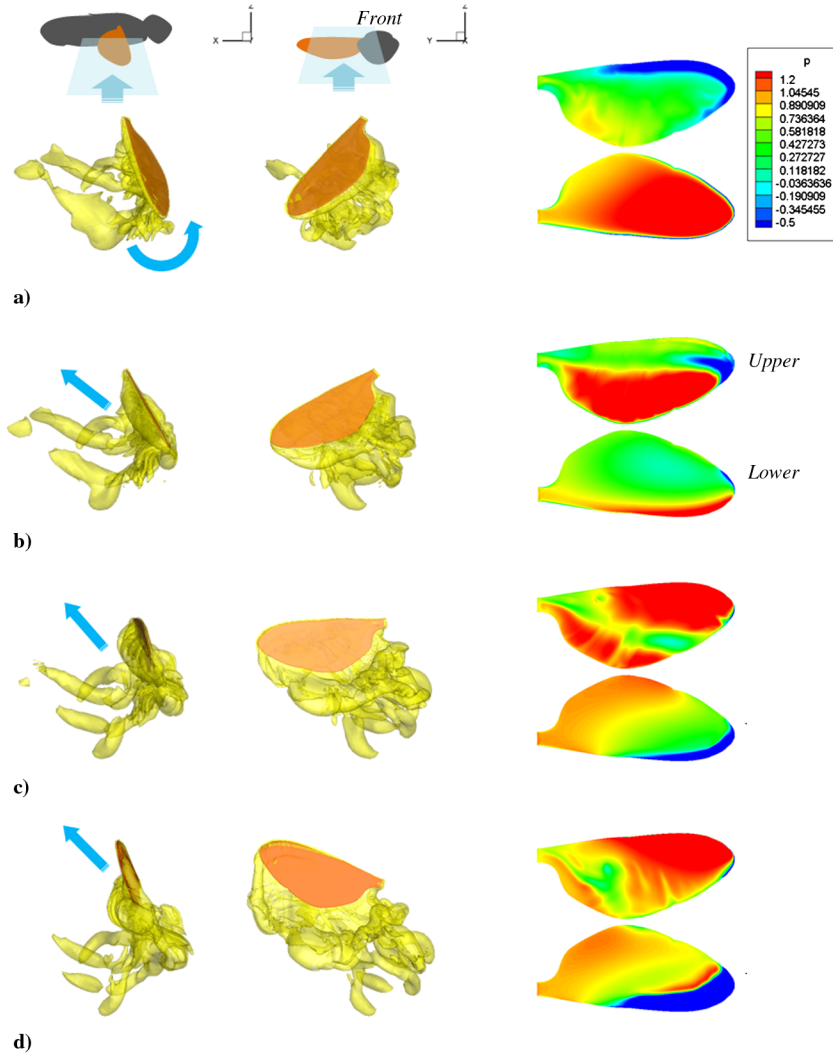 Front
Z
X
Y
Z
Y
X
p
1.2
1.04545
0.890909
0.736364
0.581818
0.427273
0.272727
0.118182
-0.0363636
-0.190909
-0.345455
-0.5
a)
Upper
Lower
b)
c)
d)